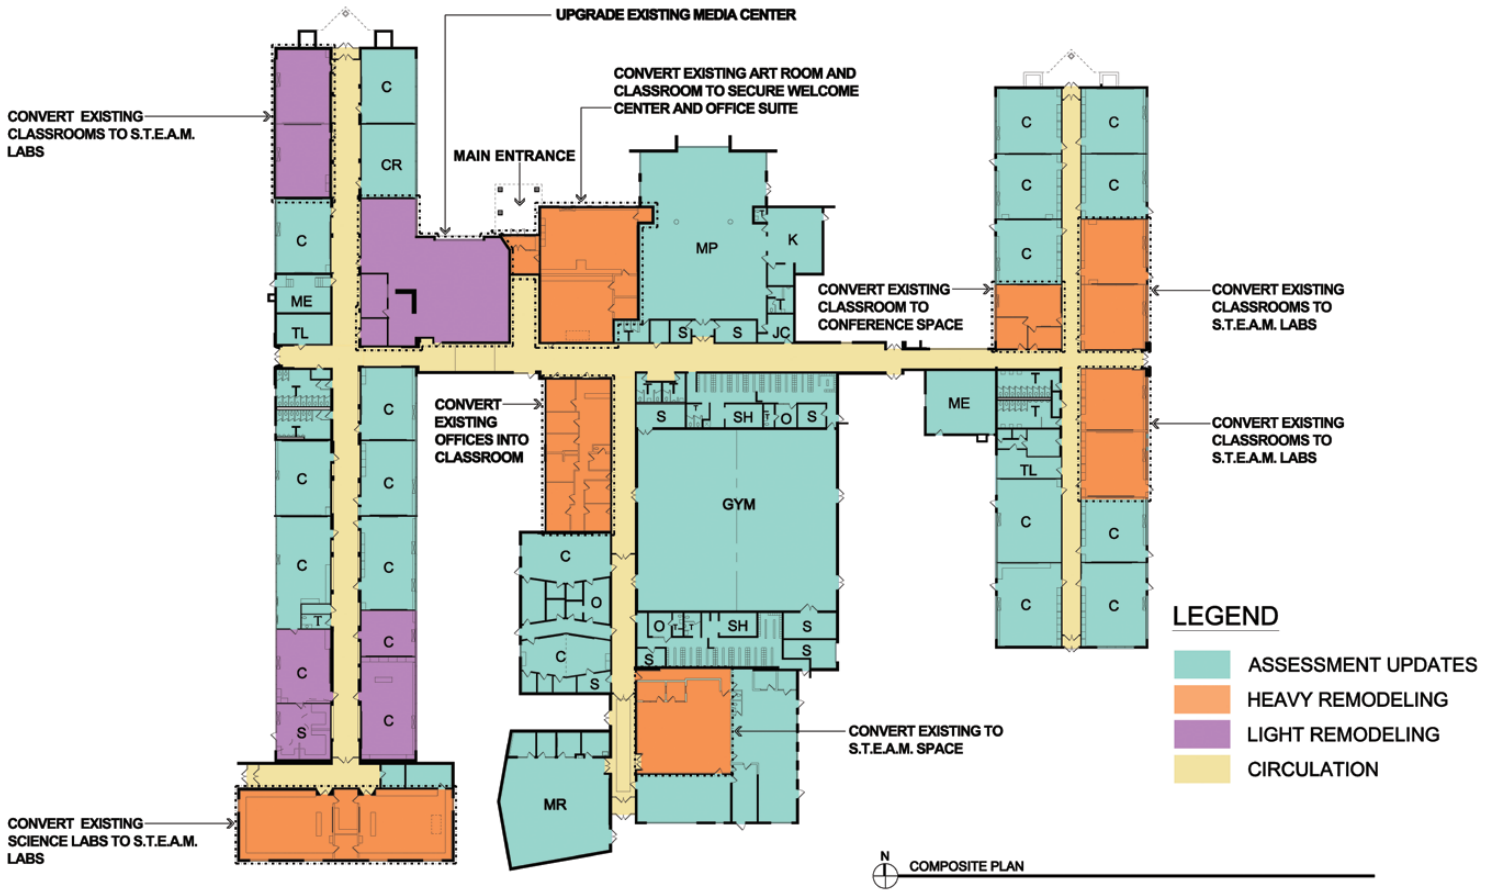 UPGRADE EXISTING MEDIA CENTER
CONVERT EXISTING ART ROOM AND
CLASSROOM TO SECURE WELCOME
CENTER AND OFFICE SUITE
MAIN ENTRANCE
CONVERT EXISTING
CLASSROOMS TO S.T.E.A.M.
LABS
C
CR
C
ME
TL
MP
K
T
T
S
S
JC
CONVERT EXISTING
CLASSROOM TO
CONFERENCE SPACE
C
C
C
C
C
CONVERT EXISTING
CLASSROOMS TO
S.T.E.A.M. LABS
T
T
C
C
C
C
C
C
T
C
C
S
C
CONVERT
EXISTING
OFFICES INTO
CLASSROOM
T
T
S
T
SH
T
O
S
GYM
ME
T
T
TL
C
C
C
C
CONVERT EXISTING
CLASSROOMS TO
S.T.E.A.M. LABS
C
O
C
S
O
T
T
SH
S
S
S
MR
CONVERT EXISTING TO
S.T.E.A.M. SPACE
CONVERT EXISTING
SCIENCE LABS TO S.T.E.A.M.
LABS
LEGEND
ASSESSMENT UPDATES
HEAVY REMODELING
LIGHT REMODELING
CIRCULATION
N
COMPOSITE PLAN